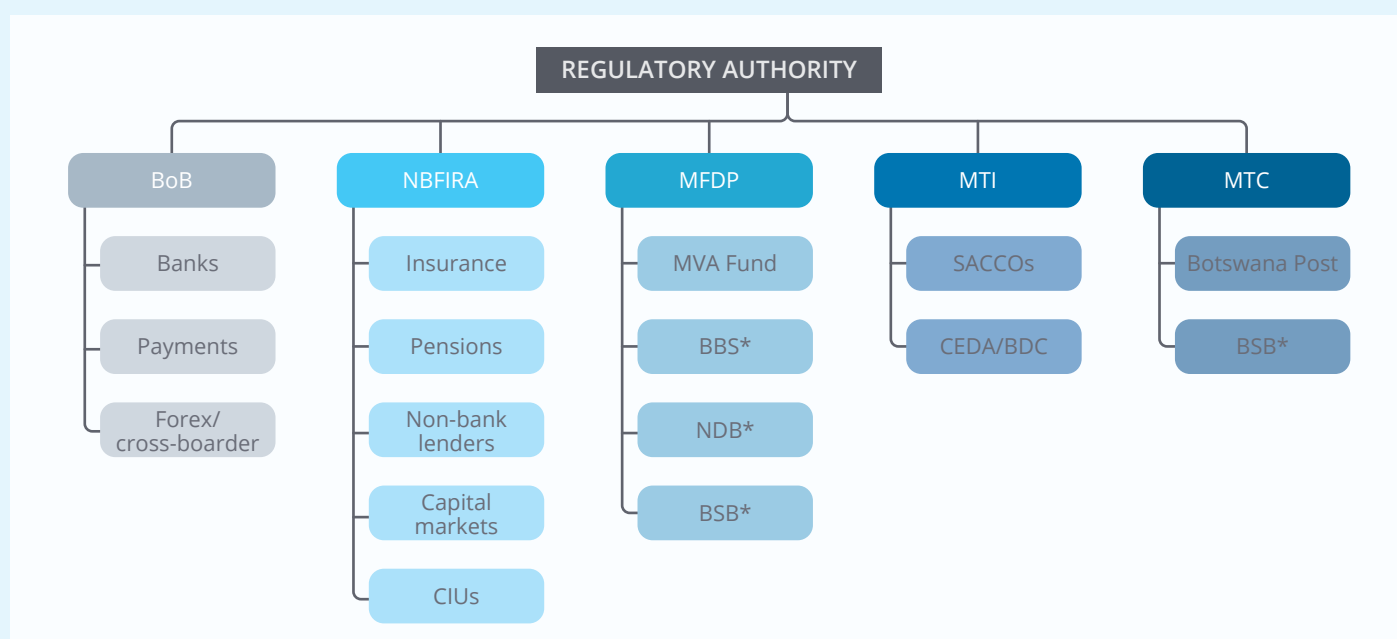 REGULATORY AUTHORITY
BoB
NBFIRA
MFDP
MTI
MTC
Banks
Insurance
MVA Fund
SACCOs
Botswana Post
Payments
Pensions
BBS*
CEDA/BDC
BSB*
Forex/
cross-boarder
Non-bank
lenders
NDB*
Capital
markets
BSB*
CIUs